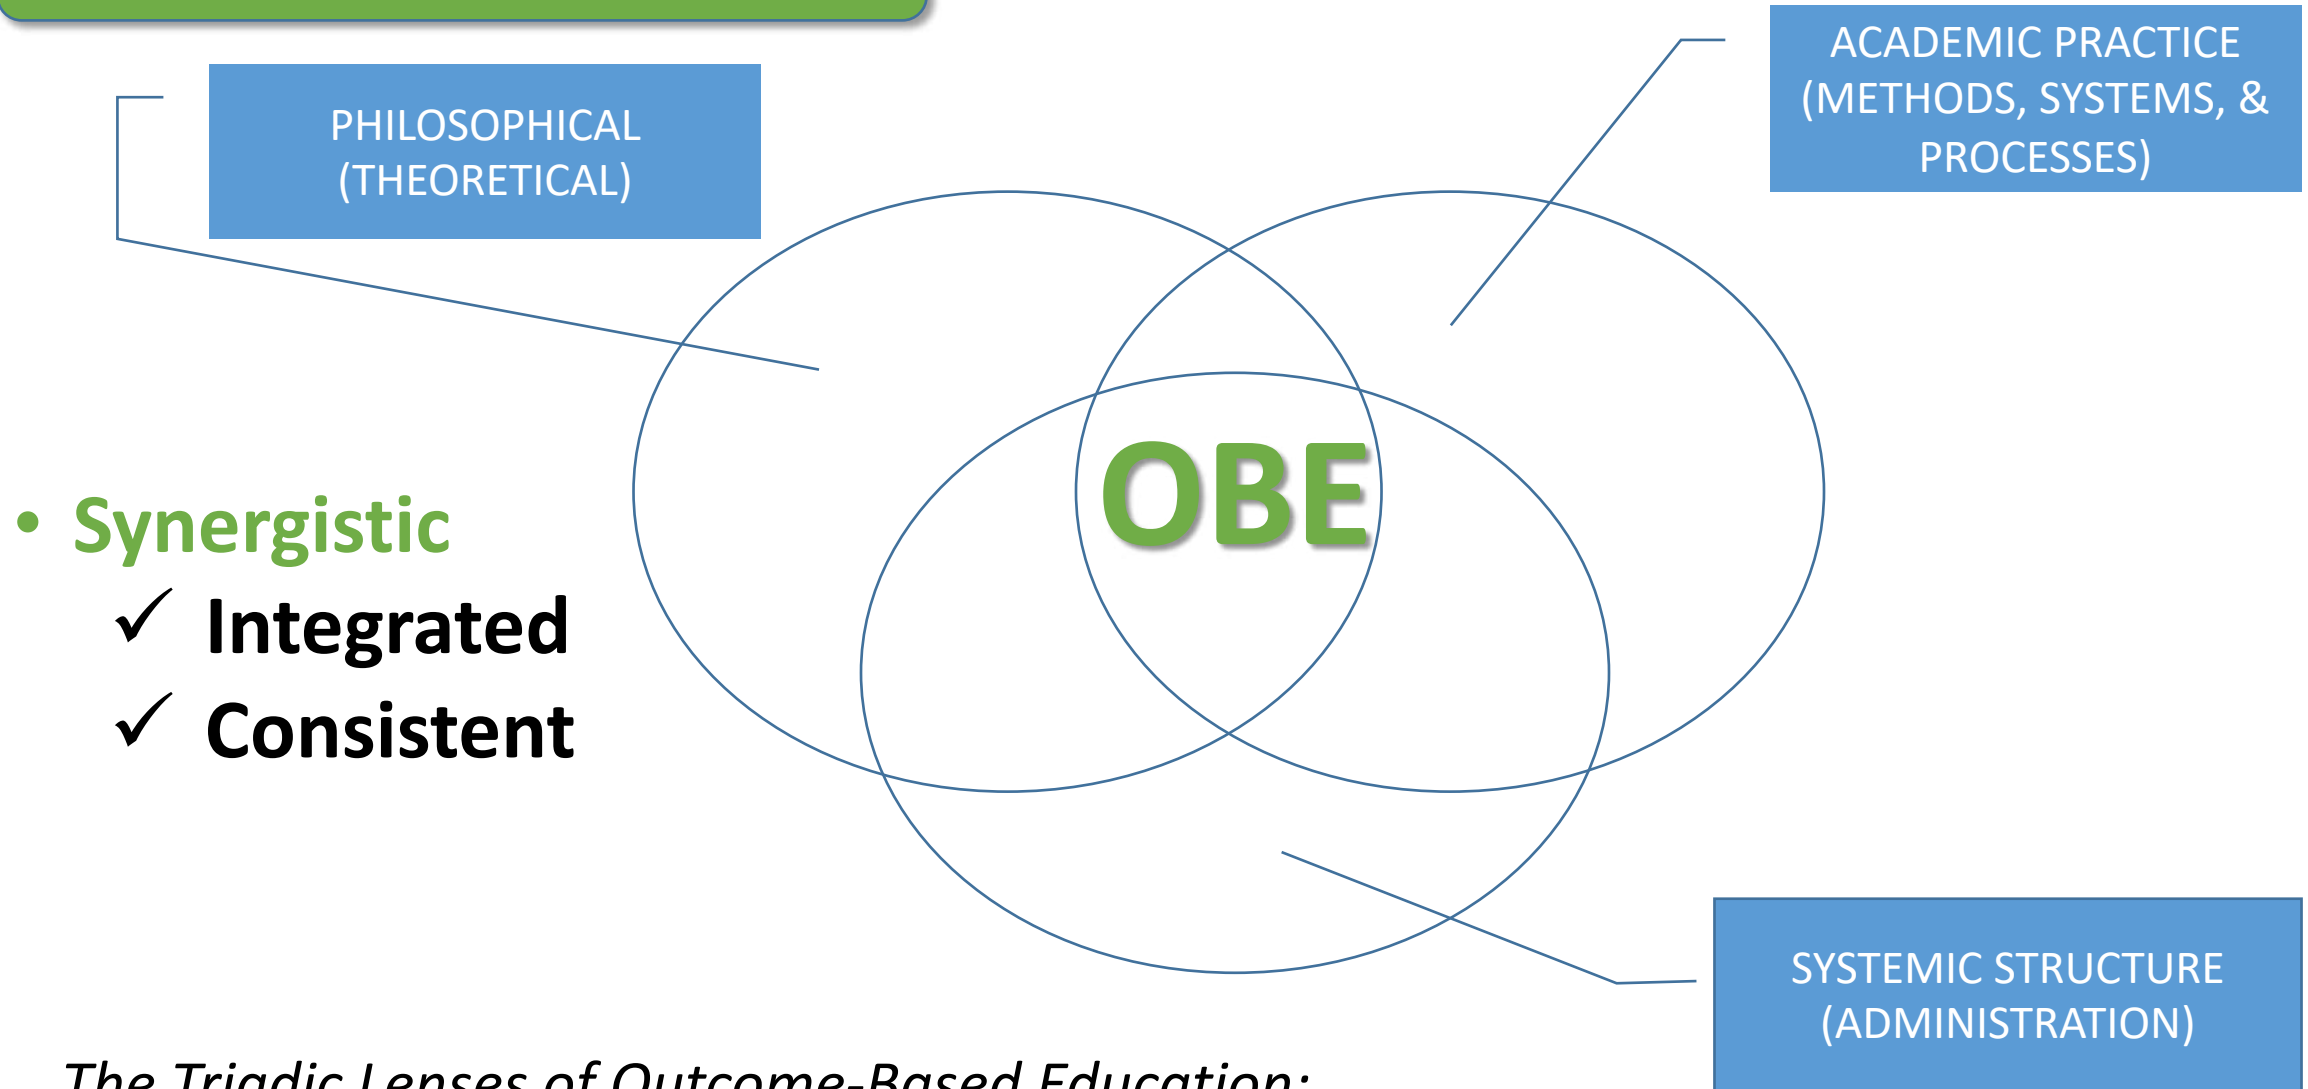 PHILOSOPHICAL
(THEORETICAL)
ACADEMIC PRACTICE
(METHODS, SYSTEMS, &
PROCESSES)
OBE
• Synergistic
✓ Integrated
✓ Consistent
SYSTEMIC STRUCTURE
(ADMINISTRATION)
The Triadic Lenses of Outcome-Based Education: